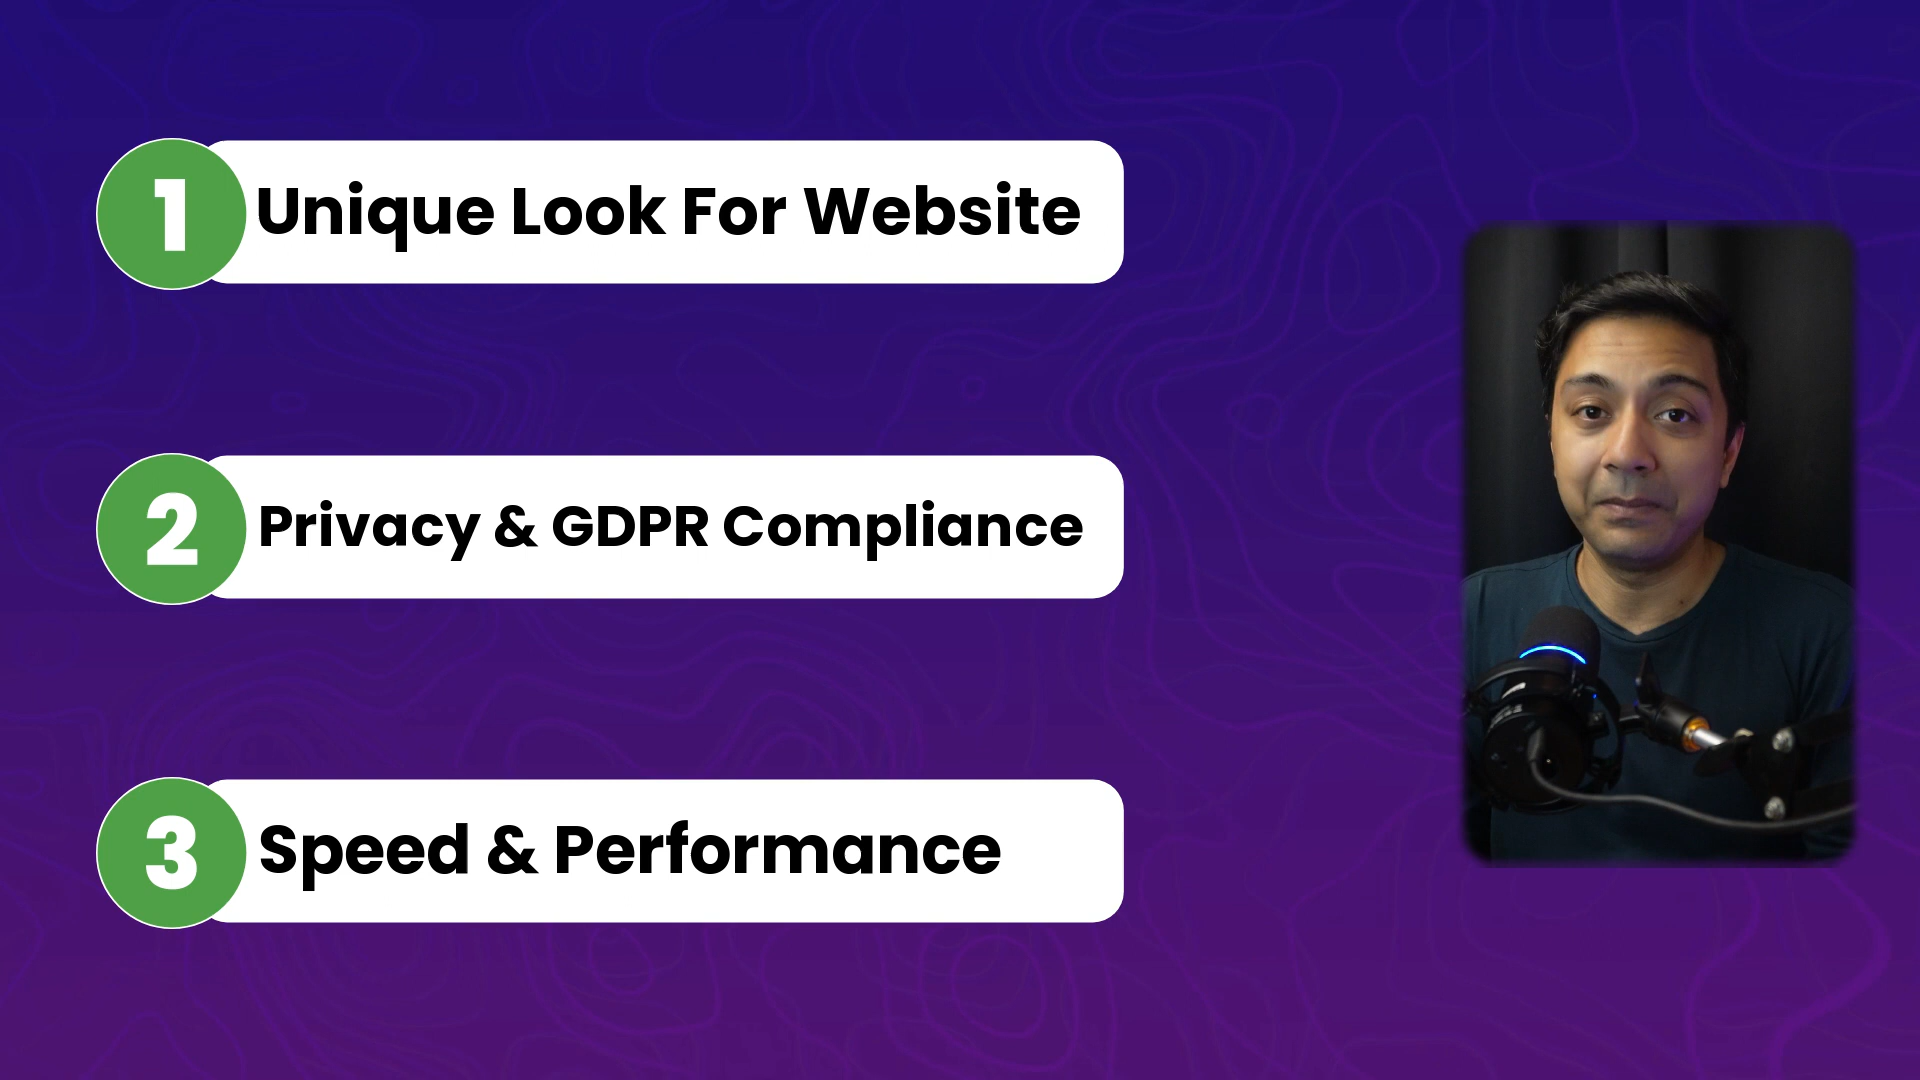 1 Unique Look For Website
2 Privacy & GDPR Compliance
3 Speed & Performance